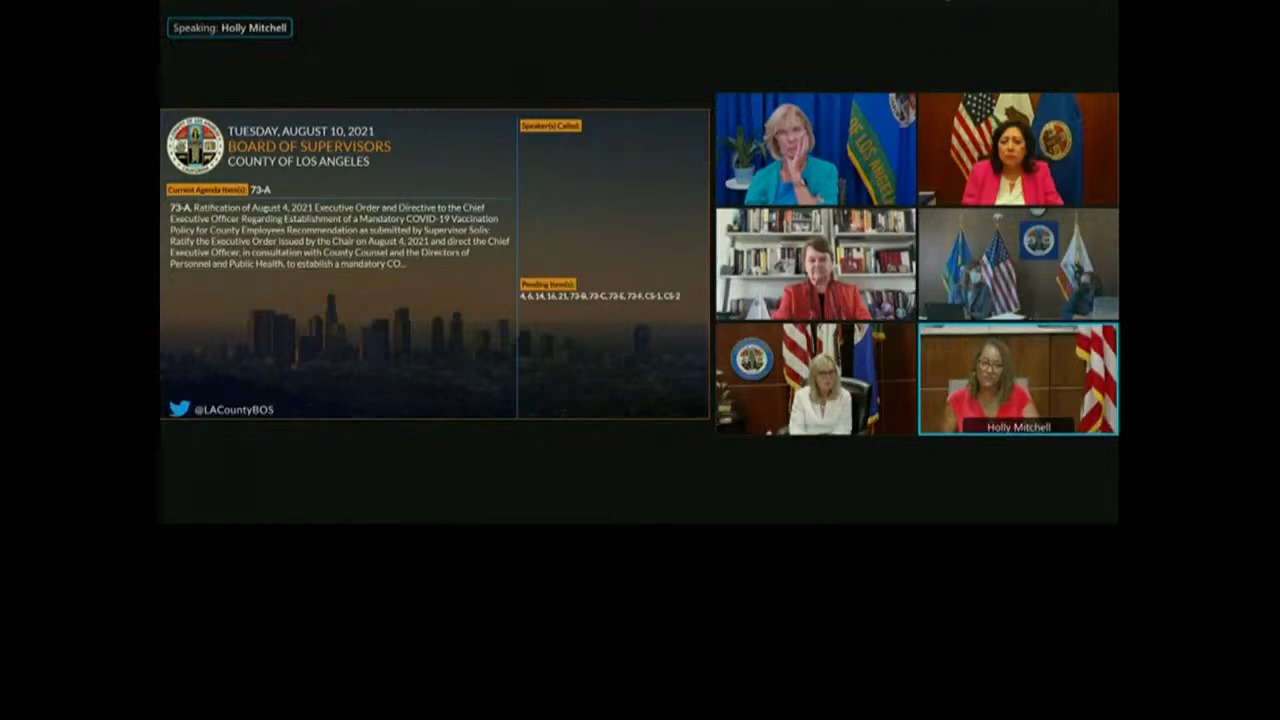 Speaking: Holly Mitchell
TUESDAY, AUGUST 10, 2021
BOARD OF SUPERVISORS
COUNTY OF LOS ANGELES
Current Agenda Item(s): 73-A
73-A, Ratification of August 4, 2021 Executive Order and Directive to the Chief
Executive Officer Regarding Establishment of a Mandatory COVID-19 Vaccination
Policy for County Employees Recommendation as submitted by Supervisor Solis:
Ratify the Executive Order issued by the Chair on August 4, 2021 and direct the Chief
Executive Officer, in consultation with County Counsel and the Directors of
Personnel and Public Health, to establish a mandatory CO...
@LACountyBOS
Speaker(s) Called:
Pending Item(s):
4, 6, 14, 16, 21, 73-B, 73-C, 73-E, 73-F, CS-1, CS-2
OF LOS ANGELES
Holly Mitchell